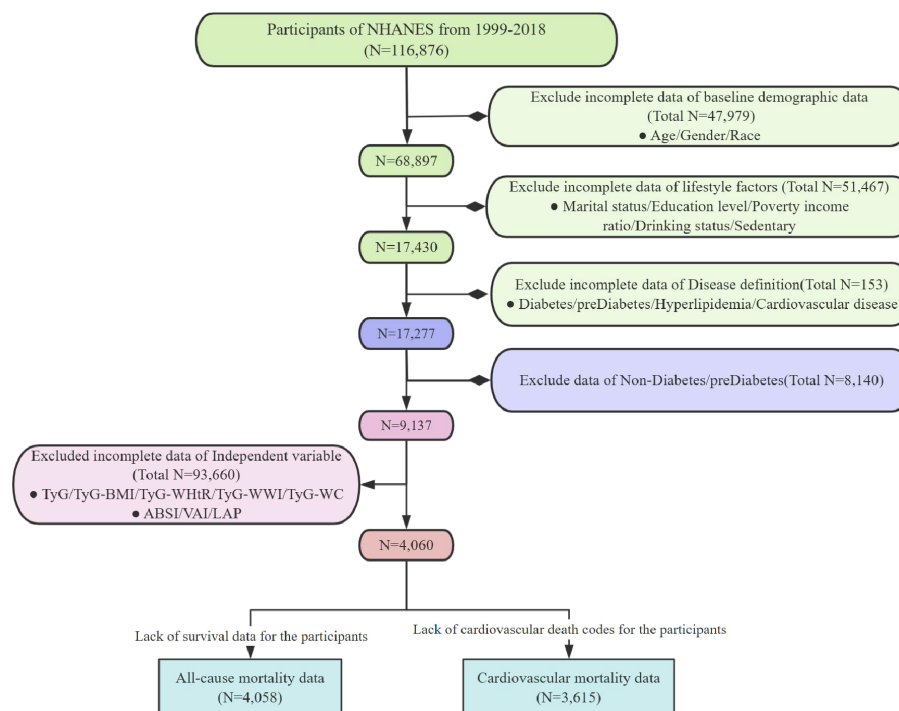 Participants of NHANES from 1999-2018
(N=116,876)
Exclude incomplete data of baseline demographic data
(Total N=47,979)
● Age/Gender/Race
N=68,897
Exclude incomplete data of lifestyle factors (Total N=51,467)
● Marital status/Education level/Poverty income
ratio/Drinking status/Sedentary
N=17,430
Exclude incomplete data of Disease definition(Total N=153)
● Diabetes/preDiabetes/Hyperlipidemia/Cardiovascular disease
N=17,277
Exclude data of Non-Diabetes/preDiabetes(Total N=8,140)
N=9,137
Excluded incomplete data of Independent variable
(Total N=93,660)
● TyG/TyG-BMI/TyG-WHtR/TyG-WWI/TyG-WC
● ABSI/VAI/LAP
N=4,060
Lack of survival data for the participants
Lack of cardiovascular death codes for the participants
All-cause mortality data
(N=4,058)
Cardiovascular mortality data
(N=3,615)